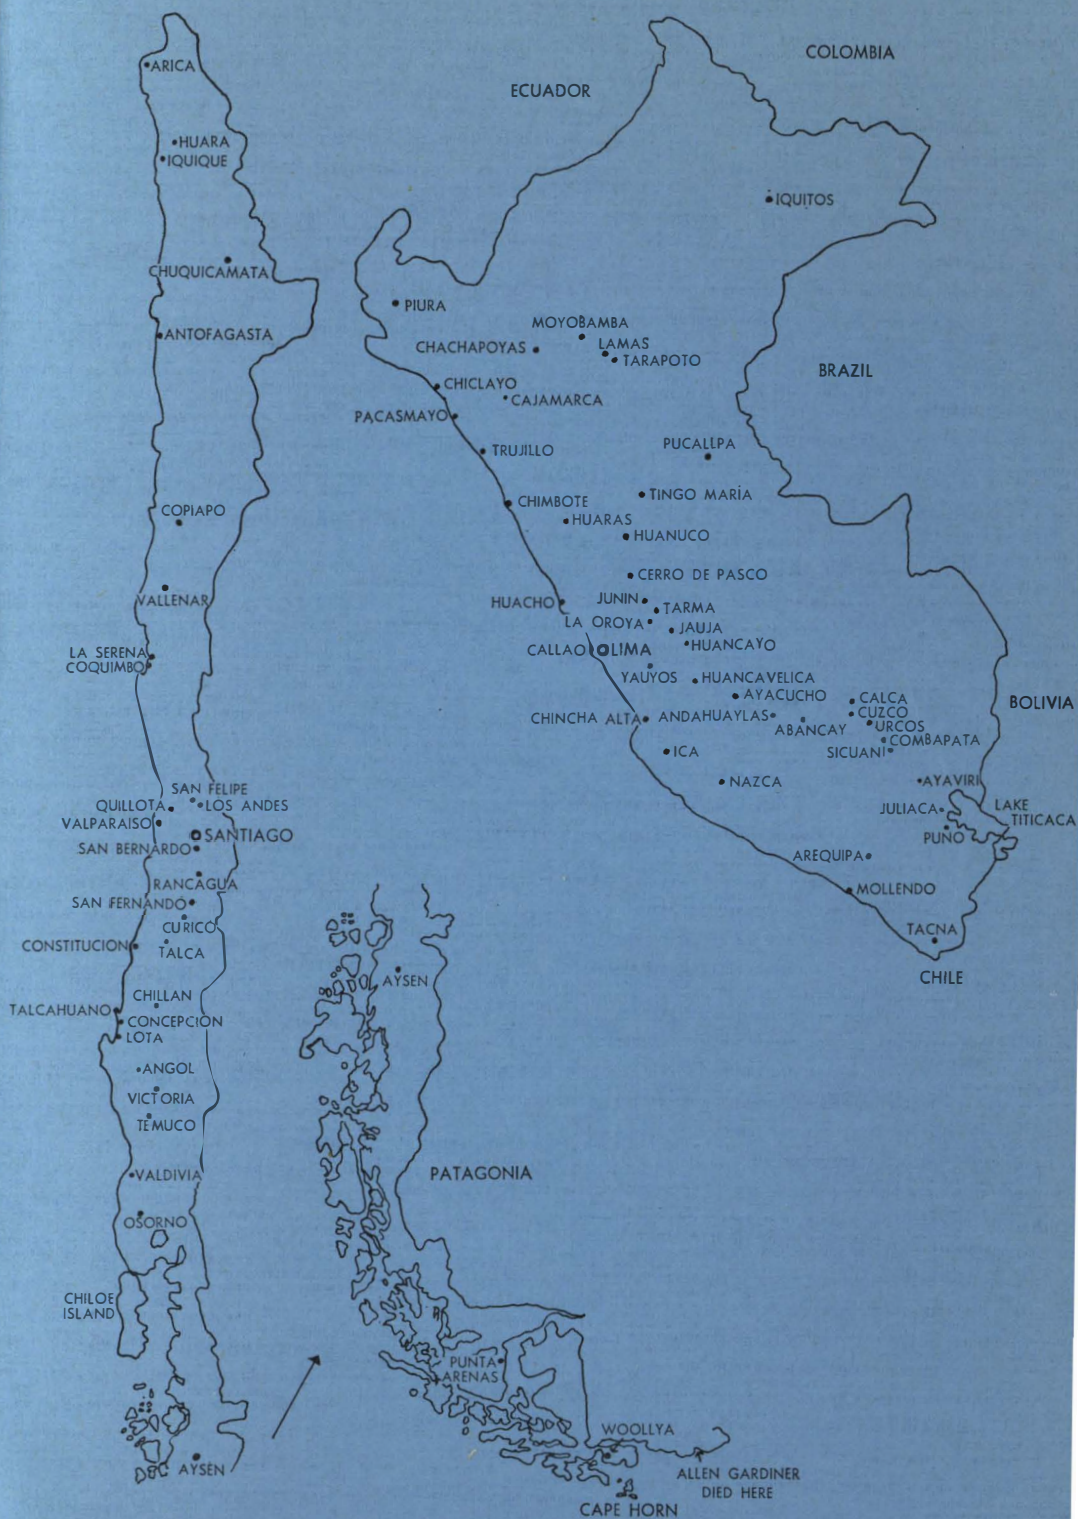 ARICA
HUARA
IQUIQUE
CHUQUICAMATA
ANTOFAGASTA
COPIAPO
VALLENAR
LA SERENA
COQUIMBO
SAN FELIPE
QUILLOTA
LOS ANDES
VALPARAISO
SANTIAGO
SAN BERNARDO
RANCAGUA
SAN FERNANDO
CURICO
CONSTITUCION
TALCA
CHILLAN
TALCAHUANO
CONCEPCION
LOTA
ANGOL
VICTORIA
TEMUCO
VALDIVIA
OSORNO
CHILOE
ISLAND
AYSEN
COLOMBIA
ECUADOR
IQUITOS
PIURA
MOYOBAMBA
CHACHAPOYAS
LAMAS
TARAPOTO
BRAZIL
CHICLAYO
CAJAMARCA
PACASMAYO
TRUJILLO
PUCALLPA
CHIMBOTE
TINGO MARÍA
HUARAS
HUANUCO
CERRO DE PASCO
HUACHO
JUNIN
TARMA
LA OROYA
JAUJA
HUANCAYO
CALLAO
LIMA
YAUYOS
HUANCAVELICA
AYACUCHO
CALCA
BOLIVIA
CHINCHA ALTA
ANDAHUAYLAS
CUZCO
ABANCAY
URCOS
COMBAPATA
SICUANI
ICA
NAZCA
AYAVIRI
JULIACA
LAKE
TITICACA
PUNO
AREQUIPA
MOLLENDO
TACNA
CHILE
AYSEN
PATAGONIA
PUNTA
ARENAS
WOOLLYA
ALLEN GARDINER
DIED HERE
CAPE HORN